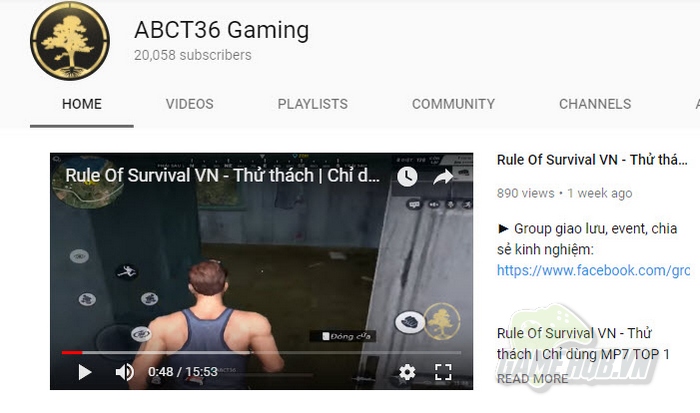 ABCT36 Gaming
20,058 subscribers
HOME VIDEOS PLAYLISTS COMMUNITY CHANNELS
Rule Of Survival VN - Thử thách | Chỉ d...
Đóng cửa
0:48 / 15:53
Rule Of Survival VN - Thử thá...
890 views • 1 week ago
► Group giao lưu, event, chia
sẻ kinh nghiệm:
https://www.facebook.com/gro
Rule Of Survival VN - Thử
thách | Chỉ dùng MP7 TOP 1
READ MORE
GAMEHUB.VN